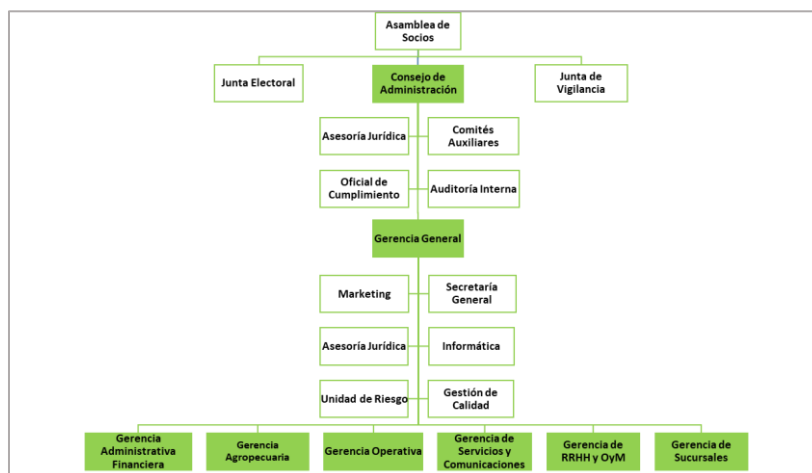 Asamblea de
Socios
Junta Electoral
Consejo de
Administración
Junta de
Vigilancia
Asesoría Jurídica
Comités
Auxiliares
Oficial de
Cumplimiento
Auditoría Interna
Gerencia General
Marketing
Secretaría
General
Asesoría Jurídica
Informática
Unidad de Riesgo
Gestión de
Calidad
Gerencia
Administrativa
Financiera
Gerencia
Agropecuaria
Gerencia Operativa
Gerencia de
Servicios y
Comunicaciones
Gerencia de
RRHH y OyM
Gerencia de
Sucursales